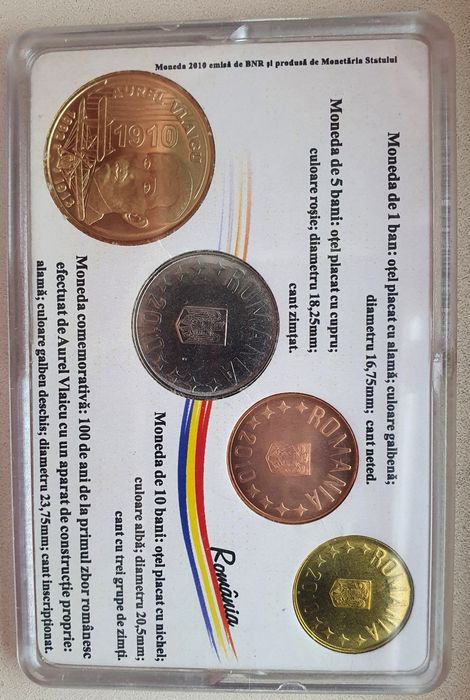 Moneda 2010 emisă de BNR și produsă de Monetăria Statului
Moneda de 1 ban: oțel placat cu alamă; culoare galbenă;
diametru 16,75mm; cant neted.
Moneda de 5 bani: oțel placat cu cupru;
culoare roșie; diametru 18,25mm;
cant zimțat.
Moneda de 10 bani: oțel placat cu nichel;
culoare albă; diametru 20,5mm;
cant cu trei grupe de zimți.
Moneda comemorativă: 100 de ani de la primul zbor românesc
efectuat de Aurel Vlaicu cu un aparat de construcție proprie:
alamă; culoare galben deschis; diametru 23,75mm; cant inscripționat.
România
AUREL VLAICU
1910
1882
1913
ROMANIA
2010
ROMANIA
2010
ROMANIA
2010